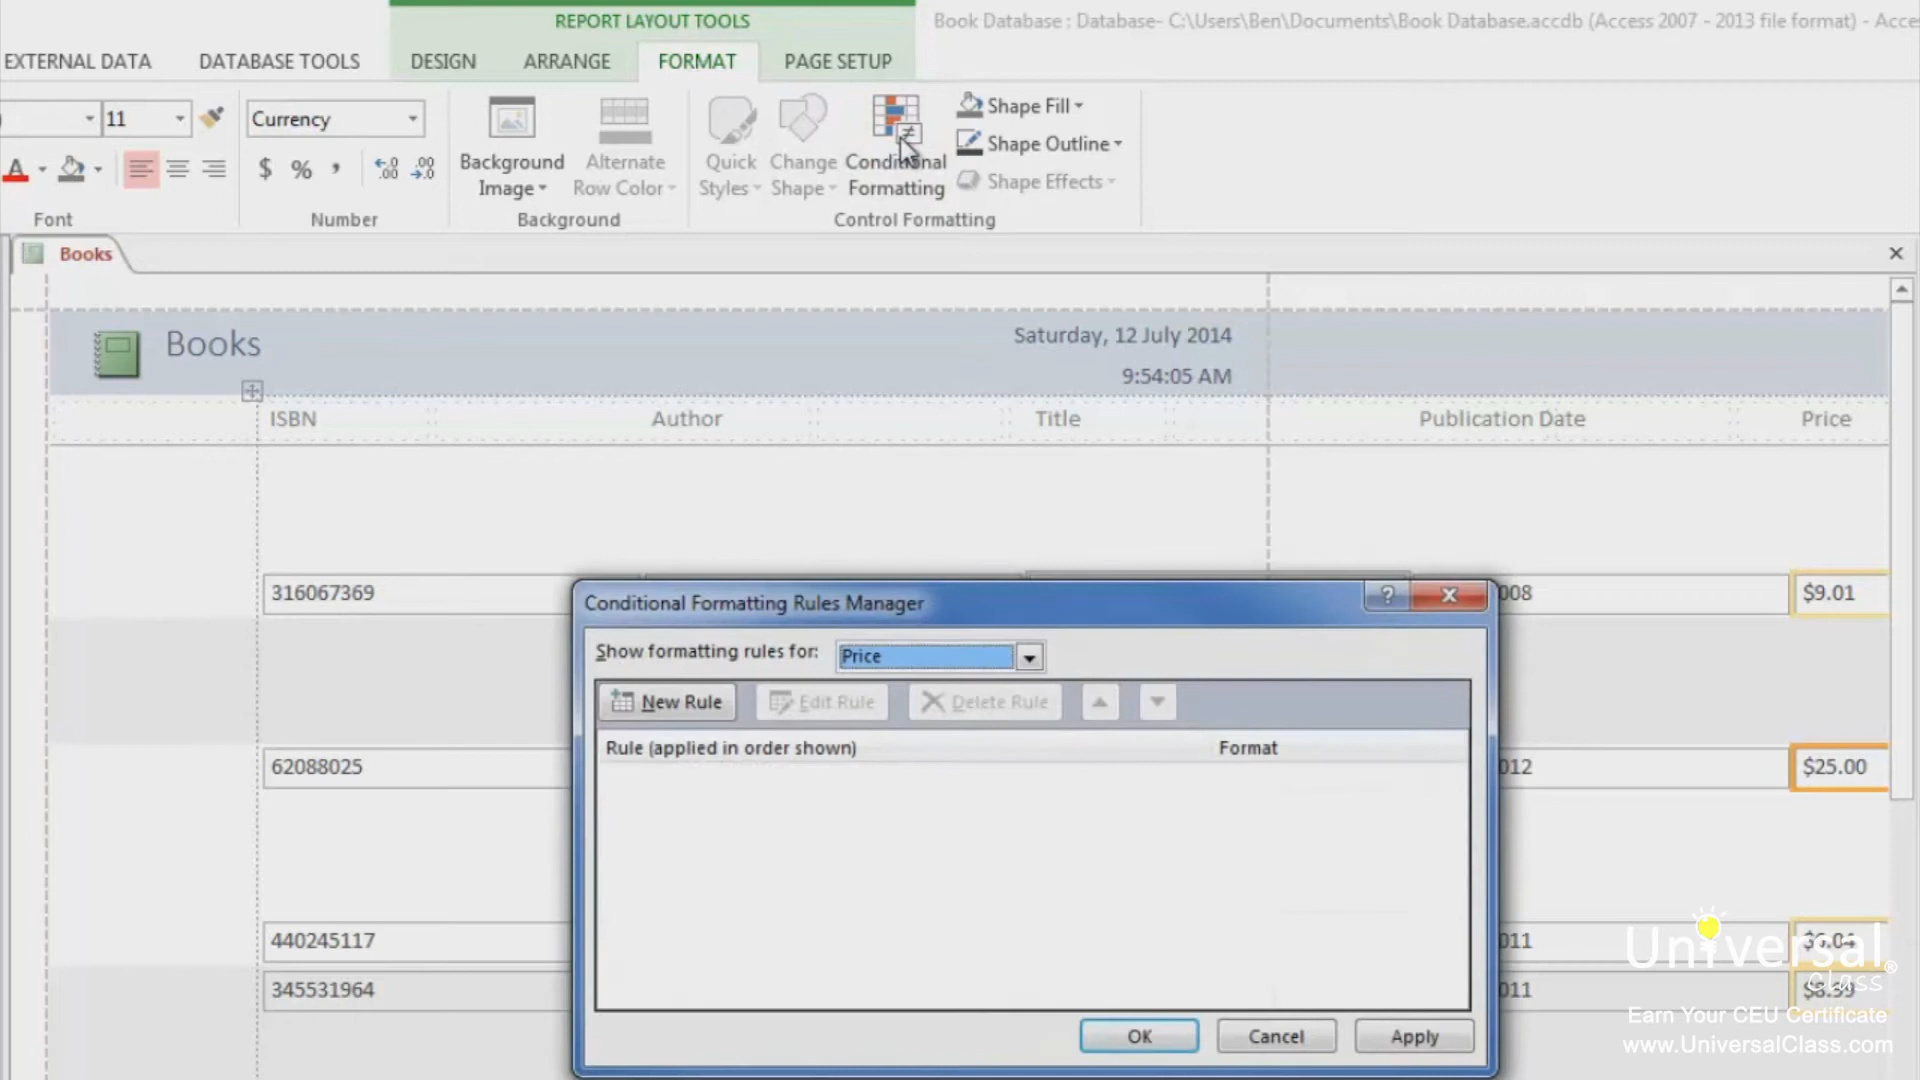 REPORT LAYOUT TOOLS
Book Database : Database- C:\Users\Ben\Documents\Book Database.accdb (Access 2007 - 2013 file format) - Acce
EXTERNAL DATA DATABASE TOOLS DESIGN ARRANGE FORMAT PAGE SETUP
11 Currency
$ % , .0 .00
Background Image
Alternate Row Color
Quick Styles
Change Shape
Conditional Formatting
Shape Fill
Shape Outline
Shape Effects
Font Number Background Control Formatting
Books
Books
Saturday, 12 July 2014
9:54:05 AM
ISBN Author Title Publication Date Price
316067369 008 $9.01
Conditional Formatting Rules Manager
Show formatting rules for: Price
New Rule Edit Rule Delete Rule
Rule (applied in order shown) Format
62088025 012 $25.00
440245117 011
345531964 011
OK Cancel Apply
Universal Class®
Earn Your CEU Certificate
www.UniversalClass.com